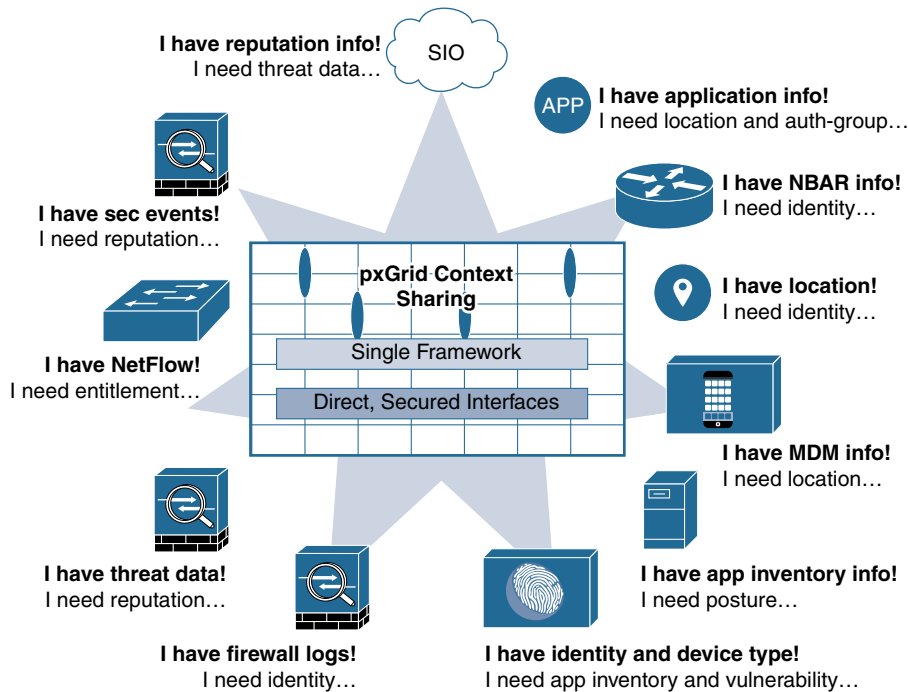 I have reputation info!
I need threat data…
SIO
APP
I have application info!
I need location and auth-group…
I have NBAR info!
I need identity…
I have sec events!
I need reputation…
pxGrid Context
Sharing
I have location!
I need identity…
Single Framework
I have NetFlow!
I need entitlement…
Direct, Secured Interfaces
I have MDM info!
I need location…
I have threat data!
I need reputation…
I have app inventory info!
I need posture…
I have firewall logs!
I need identity…
I have identity and device type!
I need app inventory and vulnerability…